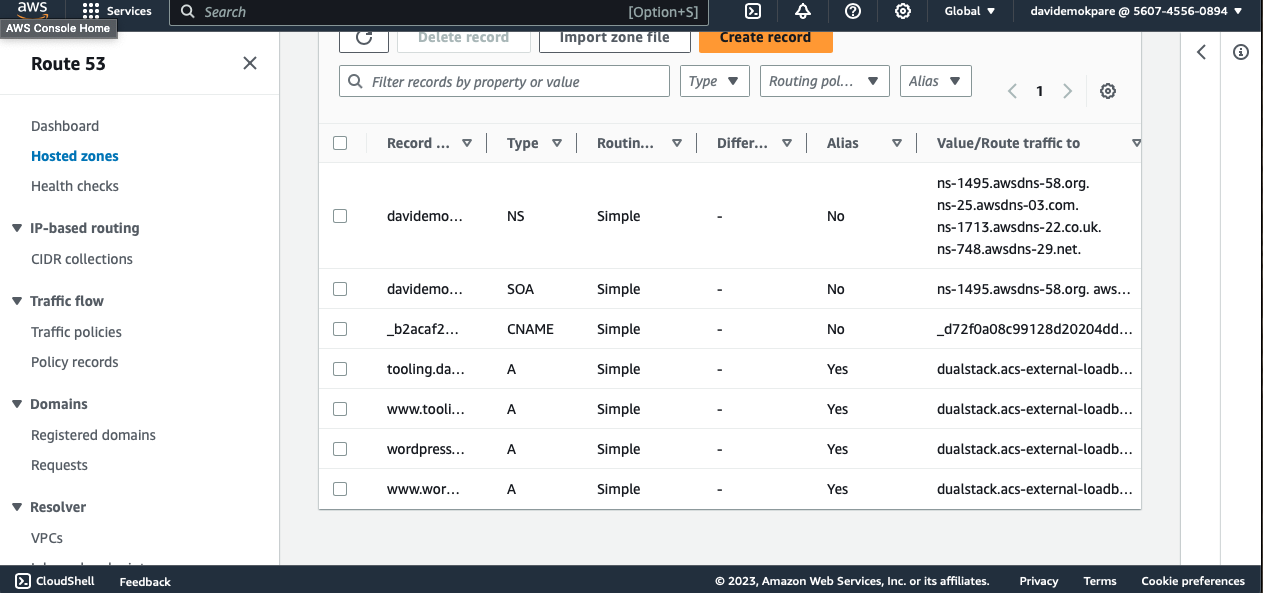 aws
Services
Search
[Option+S]
Global
davidemokpare @ 5607-4556-0894
AWS Console Home
Route 53
Dashboard
Hosted zones
Health checks
IP-based routing
CIDR collections
Traffic flow
Traffic policies
Policy records
Domains
Registered domains
Requests
Resolver
VPCs
Delete record
Import zone file
Create record
Filter records by property or value
Type
Routing pol...
Alias
1
Record ... Type Routin... Differ... Alias Value/Route traffic to
ns-1495.awsdns-58.org.
ns-25.awsdns-03.com.
davidemo... NS Simple - No
ns-1713.awsdns-22.co.uk.
ns-748.awsdns-29.net.
davidemo... SOA Simple - No ns-1495.awsdns-58.org. aws...
_b2acaf2... CNAME Simple - No _d72f0a08c99128d20204dd...
tooling.da... A Simple - Yes dualstack.acs-external-loadb...
www.tooli... A Simple - Yes dualstack.acs-external-loadb...
wordpress... A Simple - Yes dualstack.acs-external-loadb...
www.wor... A Simple - Yes dualstack.acs-external-loadb...
CloudShell
Feedback
© 2023, Amazon Web Services, Inc. or its affiliates.
Privacy
Terms
Cookie preferences